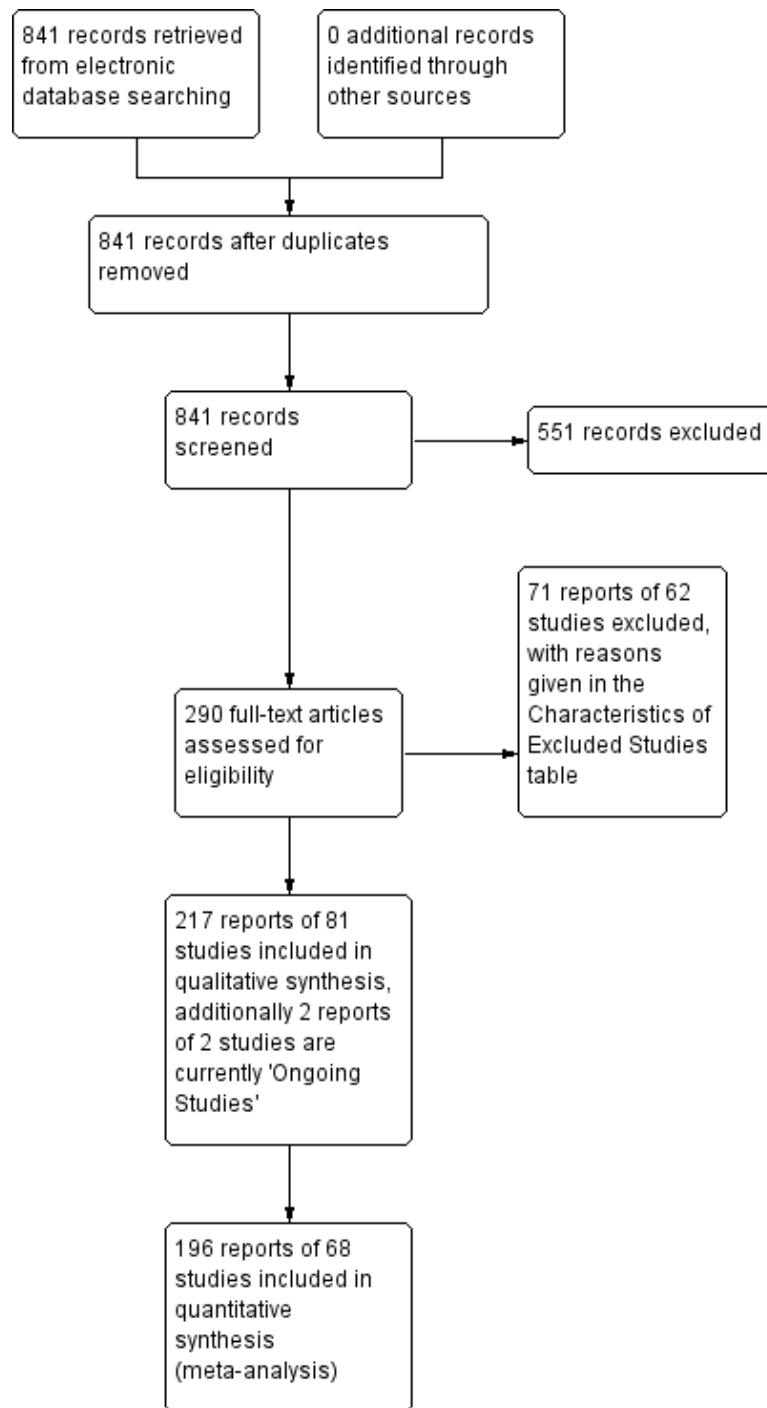 841 records retrieved
from electronic
database searching
0 additional records
identified through
other sources
841 records after duplicates
removed
841 records
screened
551 records excluded
71 reports of 62
studies excluded,
with reasons
given in the
Characteristics of
Excluded Studies
table
290 full-text articles
assessed for
eligibility
217 reports of 81
studies included in
qualitative synthesis,
additionally 2 reports
of 2 studies are
currently 'Ongoing
Studies'
196 reports of 68
studies included in
quantitative
synthesis
(meta-analysis)